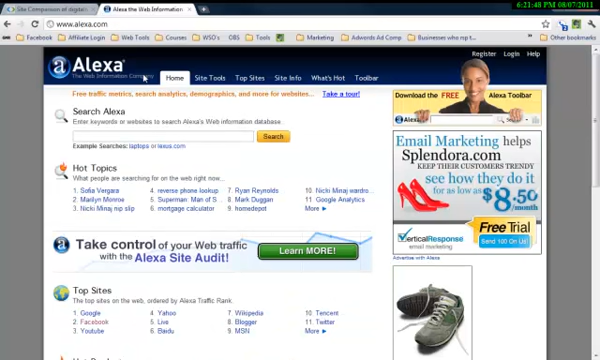 6:21:48 PM 08/07/2011
Site Comparison of digitals
Alexa the Web Information
www.alexa.com
Facebook
Affiliate Login
Web Tools
Courses
WSO's
OBS
Tools
Marketing
Adwords Ad Comp
Businesses who n
Other bookmarks
Register Login Help
a Alexa
The Web Information Company
Home Site Tools Top Sites Site Info What's Hot Toolbar
Free traffic metrics, search analytics, demographics, and more for websites... Take a tour!
Download the FREE Alexa Toolbar
Alexa
Search
Search Alexa
Enter keywords or websites to search Alexa's Web information database.
Search
Example Searches: laptops or lexus.com
Hot Topics
What people are searching for on the web right now...
1. Sofia Vergara 4. reverse phone lookup 7. Ryan Reynolds 10. Nicki Minaj wardro...
2. Marilyn Monroe 5. Superman Man of S... 8. Mark Duggan 11. Google Analytics
3. Nicki Minaj nip slip 6. mortgage calculator 9. homedepot More
Email Marketing helps
Splendora.com
KEEP THEIR CUSTOMERS TRENDY
see how they do it
for as low as $8.50/month
VerticalResponse
email marketing
Free Trial
Send 100 On Us!
Advertise with Alexa
a Take control of your Web traffic
with the Alexa Site Audit!
Learn MORE!
Top Sites
The top sites on the web, ordered by Alexa Traffic Rank.
1. Google 4. Yahoo 7. Wikipedia 10. Tencent
2. Facebook 5. Live 8. Blogger 11. Twitter
3. Youtube 6. Baidu 9. MSN More